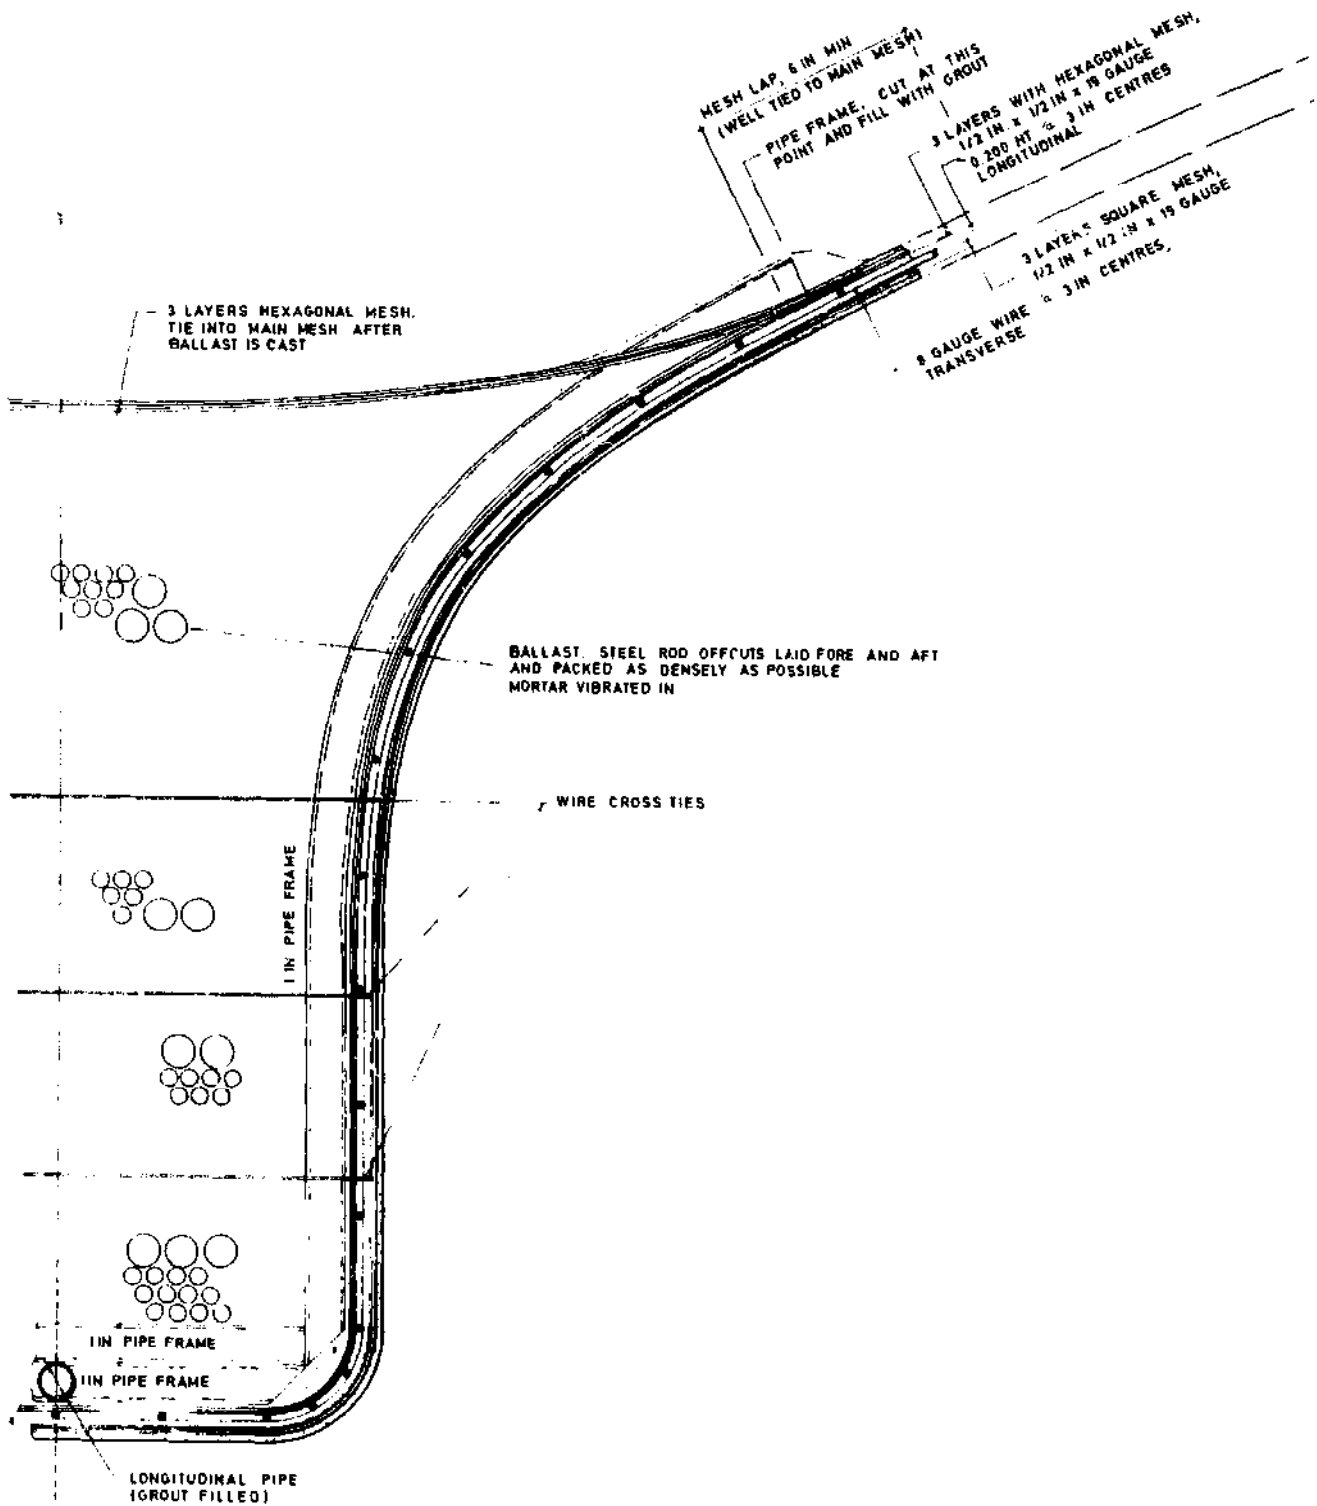 MESH LAP, 6 IN MIN
(WELL TIED TO MAIN MESH)
PIPE FRAME, CUT AT THIS
POINT AND FILL WITH GROUT
3 LAYERS WITH HEXAGONAL MESH,
1/2 IN. x 1/2 IN x 19 GAUGE
0.200 HT @ 3 IN CENTRES
LONGITUDINAL
3 LAYERS SQUARE MESH,
1/2 IN x 1/2 IN x 19 GAUGE
8 GAUGE WIRE @ 3 IN CENTRES,
TRANSVERSE
3 LAYERS HEXAGONAL MESH.
TIE INTO MAIN MESH AFTER
BALLAST IS CAST
BALLAST. STEEL ROD OFFCUTS LAID FORE AND AFT
AND PACKED AS DENSELY AS POSSIBLE
MORTAR VIBRATED IN
WIRE CROSS TIES
1 IN PIPE FRAME
1 IN PIPE FRAME
1 IN PIPE FRAME
LONGITUDINAL PIPE
(GROUT FILLED)